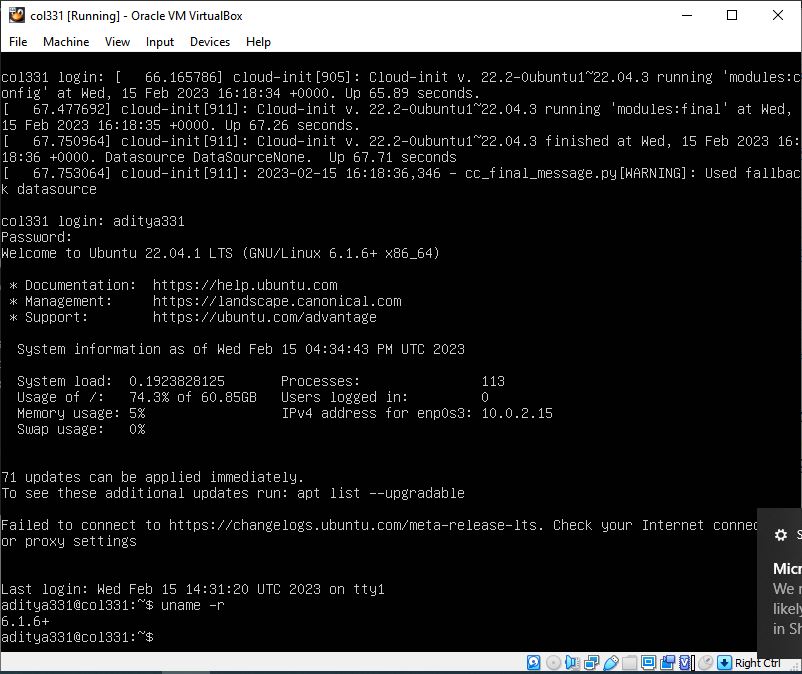 col331 [Running] - Oracle VM VirtualBox
File Machine View Input Devices Help
col331 login: [   66.165786] cloud-init[905]: Cloud-init v. 22.2-0ubuntu1~22.04.3 running 'modules:c
onfig' at Wed, 15 Feb 2023 16:18:34 +0000. Up 65.89 seconds.
[   67.477692] cloud-init[911]: Cloud-init v. 22.2-0ubuntu1~22.04.3 running 'modules:final' at Wed,
15 Feb 2023 16:18:35 +0000. Up 67.26 seconds.
[   67.750964] cloud-init[911]: Cloud-init v. 22.2-0ubuntu1~22.04.3 finished at Wed, 15 Feb 2023 16:
18:36 +0000. Datasource DataSourceNone.  Up 67.71 seconds
[   67.753064] cloud-init[911]: 2023-02-15 16:18:36,346 - cc_final_message.py[WARNING]: Used fallbac
k datasource
col331 login: aditya331
Password:
Welcome to Ubuntu 22.04.1 LTS (GNU/Linux 6.1.6+ x86_64)
* Documentation:  https://help.ubuntu.com
* Management:     https://landscape.canonical.com
* Support:        https://ubuntu.com/advantage
System information as of Wed Feb 15 04:34:43 PM UTC 2023
System load:  0.1923828125       Processes:               113
Usage of /:   74.3% of 60.85GB   Users logged in:         0
Memory usage: 5%                 IPv4 address for enp0s3: 10.0.2.15
Swap usage:   0%
71 updates can be applied immediately.
To see these additional updates run: apt list --upgradable
Failed to connect to https://changelogs.ubuntu.com/meta-release-lts. Check your Internet connec
or proxy settings
Last login: Wed Feb 15 14:31:20 UTC 2023 on tty1
aditya331@col331:~$ uname -r
6.1.6+
aditya331@col331:~$
S
Micr
We r
likely
in Sh
Right Ctrl